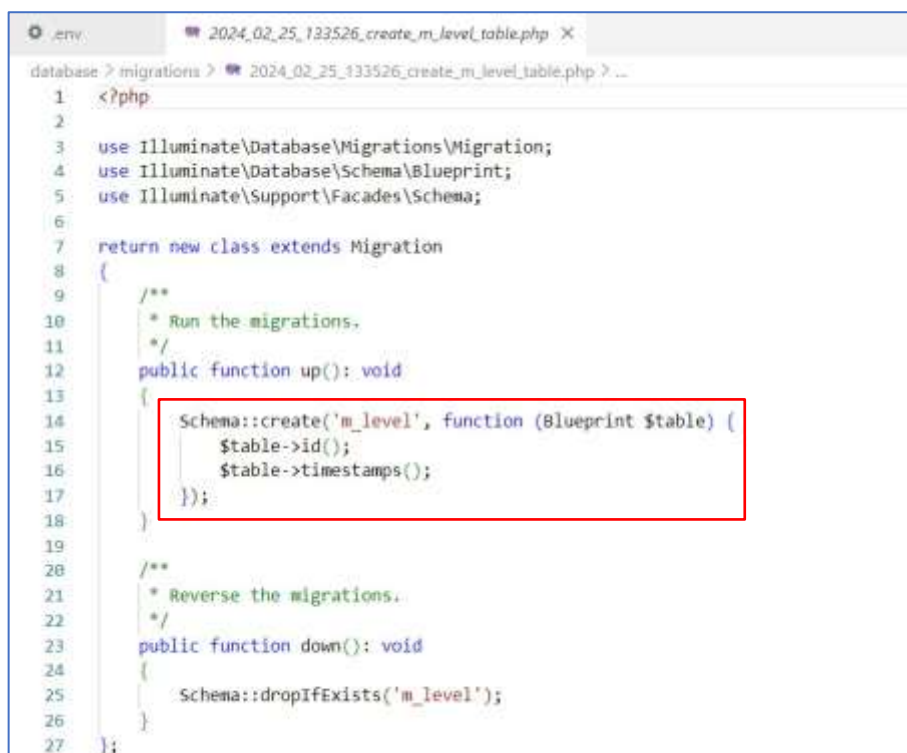 .env 2024_02_25_133526_create_m_level_table.php ×
database > migrations > 2024_02_25_133526_create_m_level_table.php > ...
1 <?php
2
3 use Illuminate\Database\Migrations\Migration;
4 use Illuminate\Database\Schema\Blueprint;
5 use Illuminate\Support\Facades\Schema;
6
7 return new class extends Migration
8 {
9 /**
10 * Run the migrations.
11 */
12 public function up(): void
13 {
14 Schema::create('m_level', function (Blueprint $table) {
15 $table->id();
16 $table->timestamps();
17 });
18 }
19
20 /**
21 * Reverse the migrations.
22 */
23 public function down(): void
24 {
25 Schema::dropIfExists('m_level');
26 }
27 };